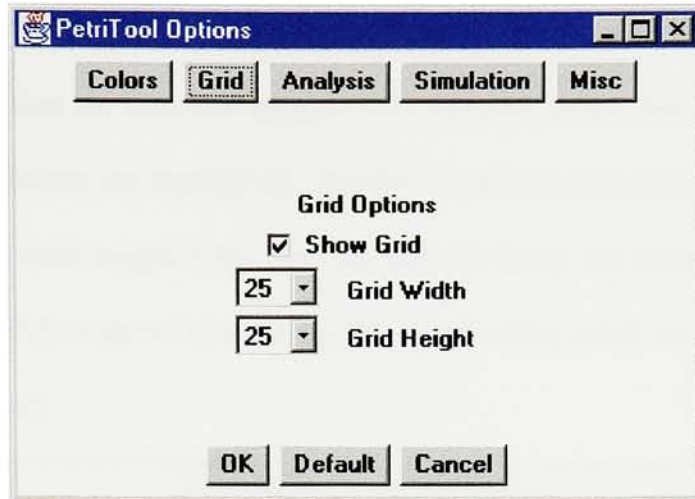 PetriTool Options
Colors Grid Analysis Simulation Misc
Grid Options
Show Grid
25 Grid Width
25 Grid Height
OK Default Cancel